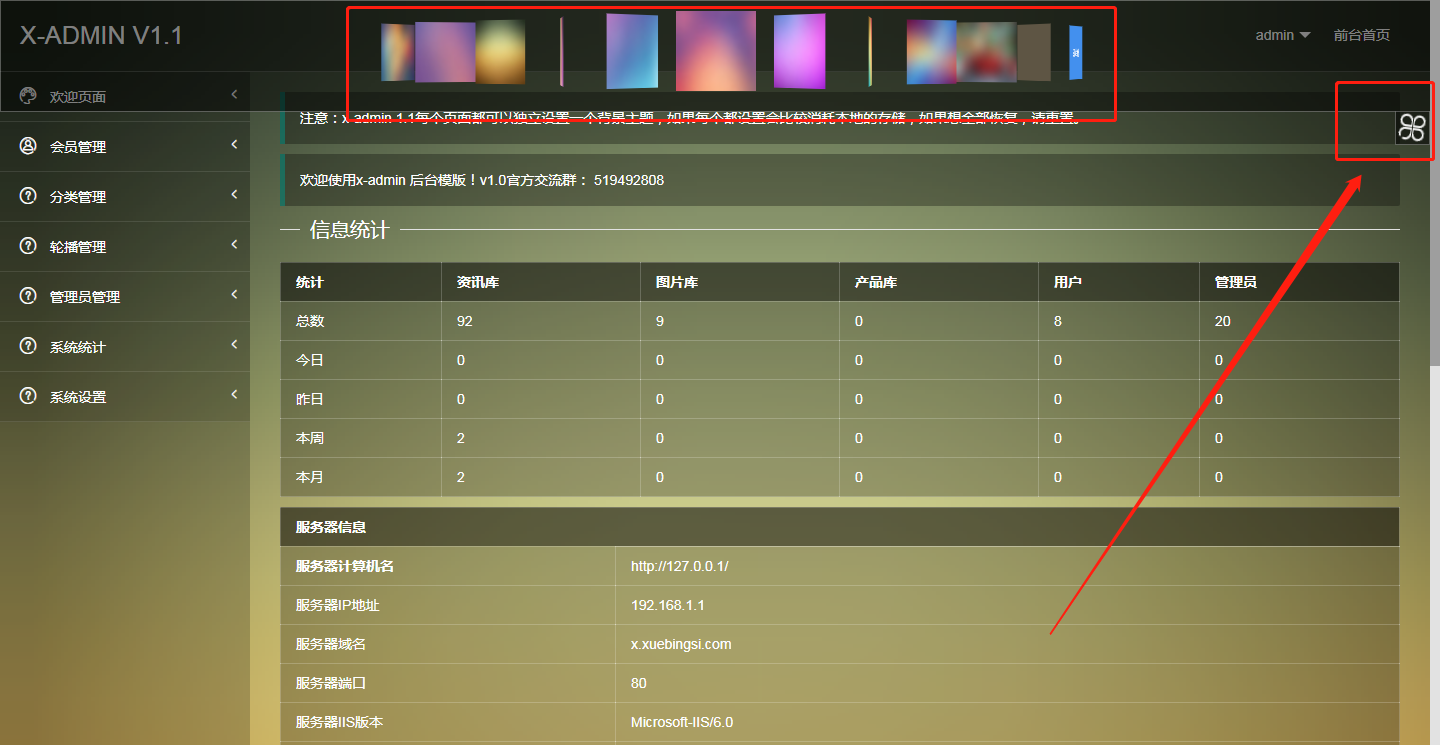 X-ADMIN V1.1
admin 前台首页
欢迎页面
会员管理
分类管理
轮播管理
管理员管理
系统统计
系统设置
注意：x-admin 1.1每个页面都可以独立设置一个背景主题，如果每个都设置会比较消耗本地的存储，如果想全部恢复，请重置。
欢迎使用x-admin 后台模版！v1.0官方交流群： 519492808
信息统计
统计 资讯库 图片库 产品库 用户 管理员
总数 92 9 0 8 20
今日 0 0 0 0 0
昨日 0 0 0 0 0
本周 2 0 0 0 0
本月 2 0 0 0 0
服务器信息
服务器计算机名 http://127.0.0.1/
服务器IP地址 192.168.1.1
服务器域名 x.xuebingsi.com
服务器端口 80
服务器IIS版本 Microsoft-IIS/6.0